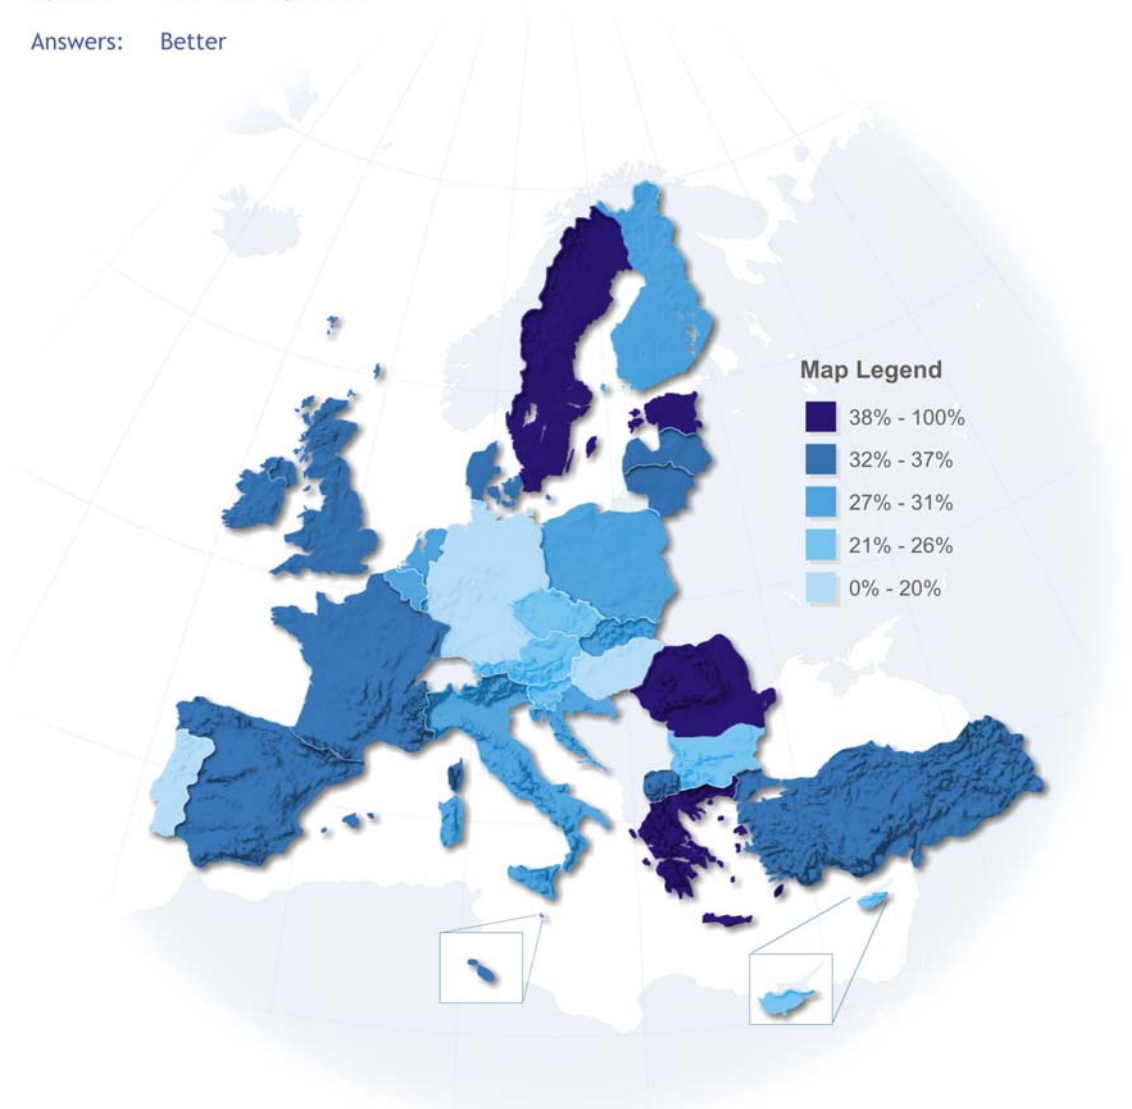 Answers: Better
Map Legend
38% - 100%
32% - 37%
27% - 31%
21% - 26%
0% - 20%